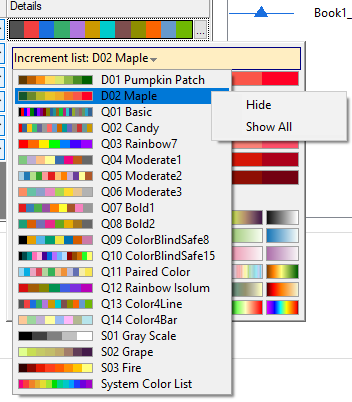 Details
Book1_
...
Increment list: D02 Maple
D01 Pumpkin Patch
D02 Maple
Q01 Basic
Q02 Candy
Q03 Rainbow7
Q04 Moderate1
Q05 Moderate2
Q06 Moderate3
Q07 Bold1
Q08 Bold2
Q09 ColorBlindSafe8
Q10 ColorBlindSafe15
Q11 Paired Color
Q12 Rainbow Isolum
Q13 Color4Line
Q14 Color4Bar
S01 Gray Scale
S02 Grape
S03 Fire
System Color List
Hide
Show All